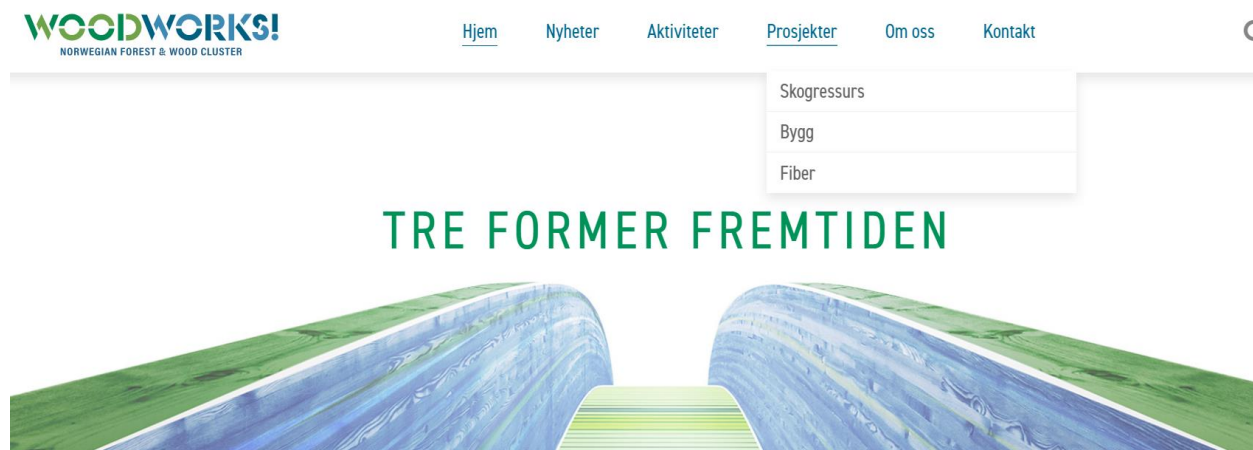 WOODWORKS!
NORWEGIAN FOREST & WOOD CLUSTER
Hjem Nyheter Aktiviteter Prosjekter Om oss Kontakt
Skogressurs
Bygg
Fiber
TRE FORMER FREMTIDEN